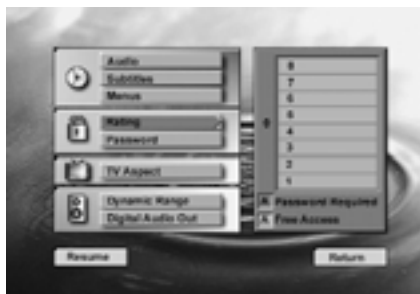 Audio
Subtitles
Menus
Rating
Password
TV Aspect
Dynamic Range
Digital Audio Out
8
7
6
5
4
3
2
1
Password Required
Free Access
Resume
Return